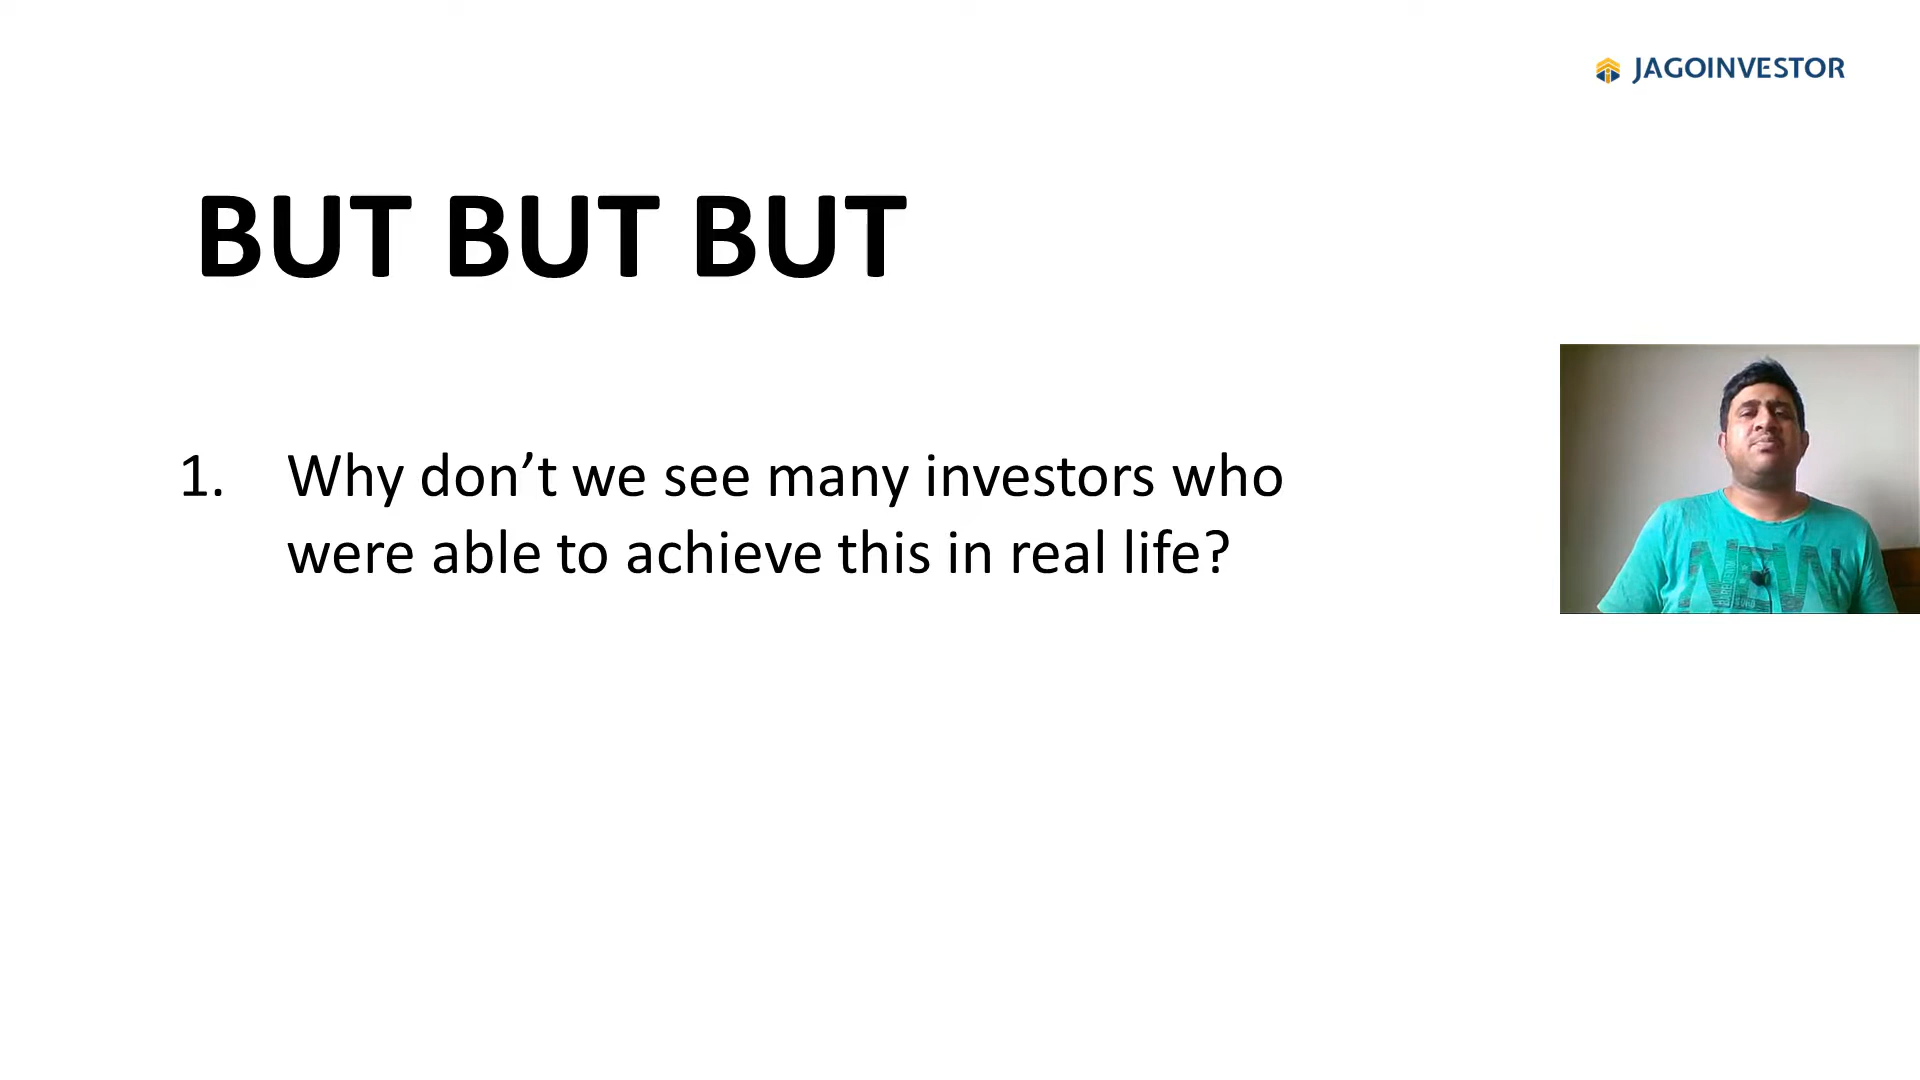 JAGOINVESTOR
BUT BUT BUT
1. Why don’t we see many investors who
were able to achieve this in real life?
NEW